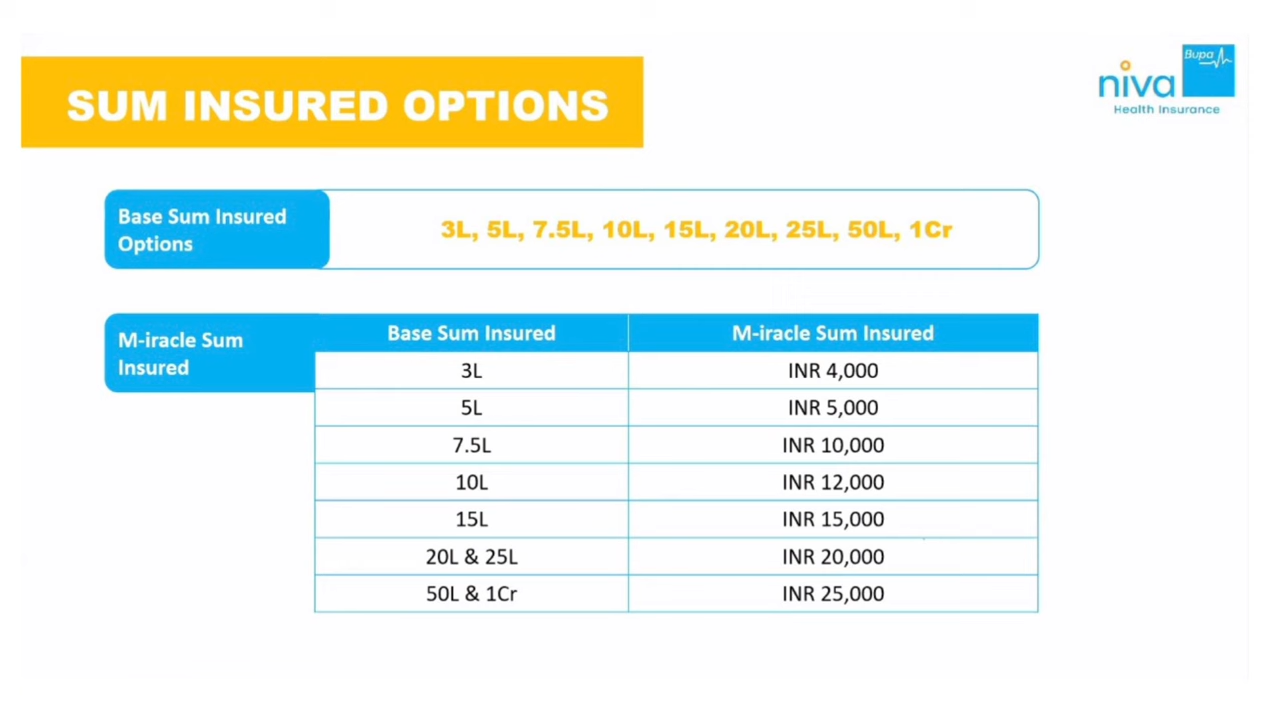 SUM INSURED OPTIONS
Bupa
niva
Health Insurance
Base Sum Insured
Options
3L, 5L, 7.5L, 10L, 15L, 20L, 25L, 50L, 1Cr
M-iracle Sum
Insured
Base Sum Insured M-iracle Sum Insured
3L INR 4,000
5L INR 5,000
7.5L INR 10,000
10L INR 12,000
15L INR 15,000
20L & 25L INR 20,000
50L & 1Cr INR 25,000